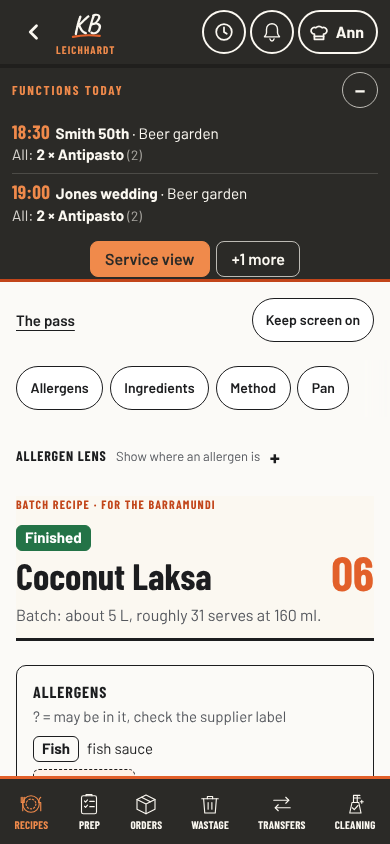 KB
LEICHHARDT
Ann
FUNCTIONS TODAY
18:30 Smith 50th · Beer garden
All: 2 × Antipasto (2)
19:00 Jones wedding · Beer garden
All: 2 × Antipasto (2)
Service view
+1 more
The pass
Keep screen on
Allergens
Ingredients
Method
Pan
ALLERGEN LENS Show where an allergen is +
BATCH RECIPE · FOR THE BARRAMUNDI
Finished
Coconut Laksa
06
Batch: about 5 L, roughly 31 serves at 160 ml.
ALLERGENS
? = may be in it, check the supplier label
Fish fish sauce
RECIPES
PREP
ORDERS
WASTAGE
TRANSFERS
CLEANING